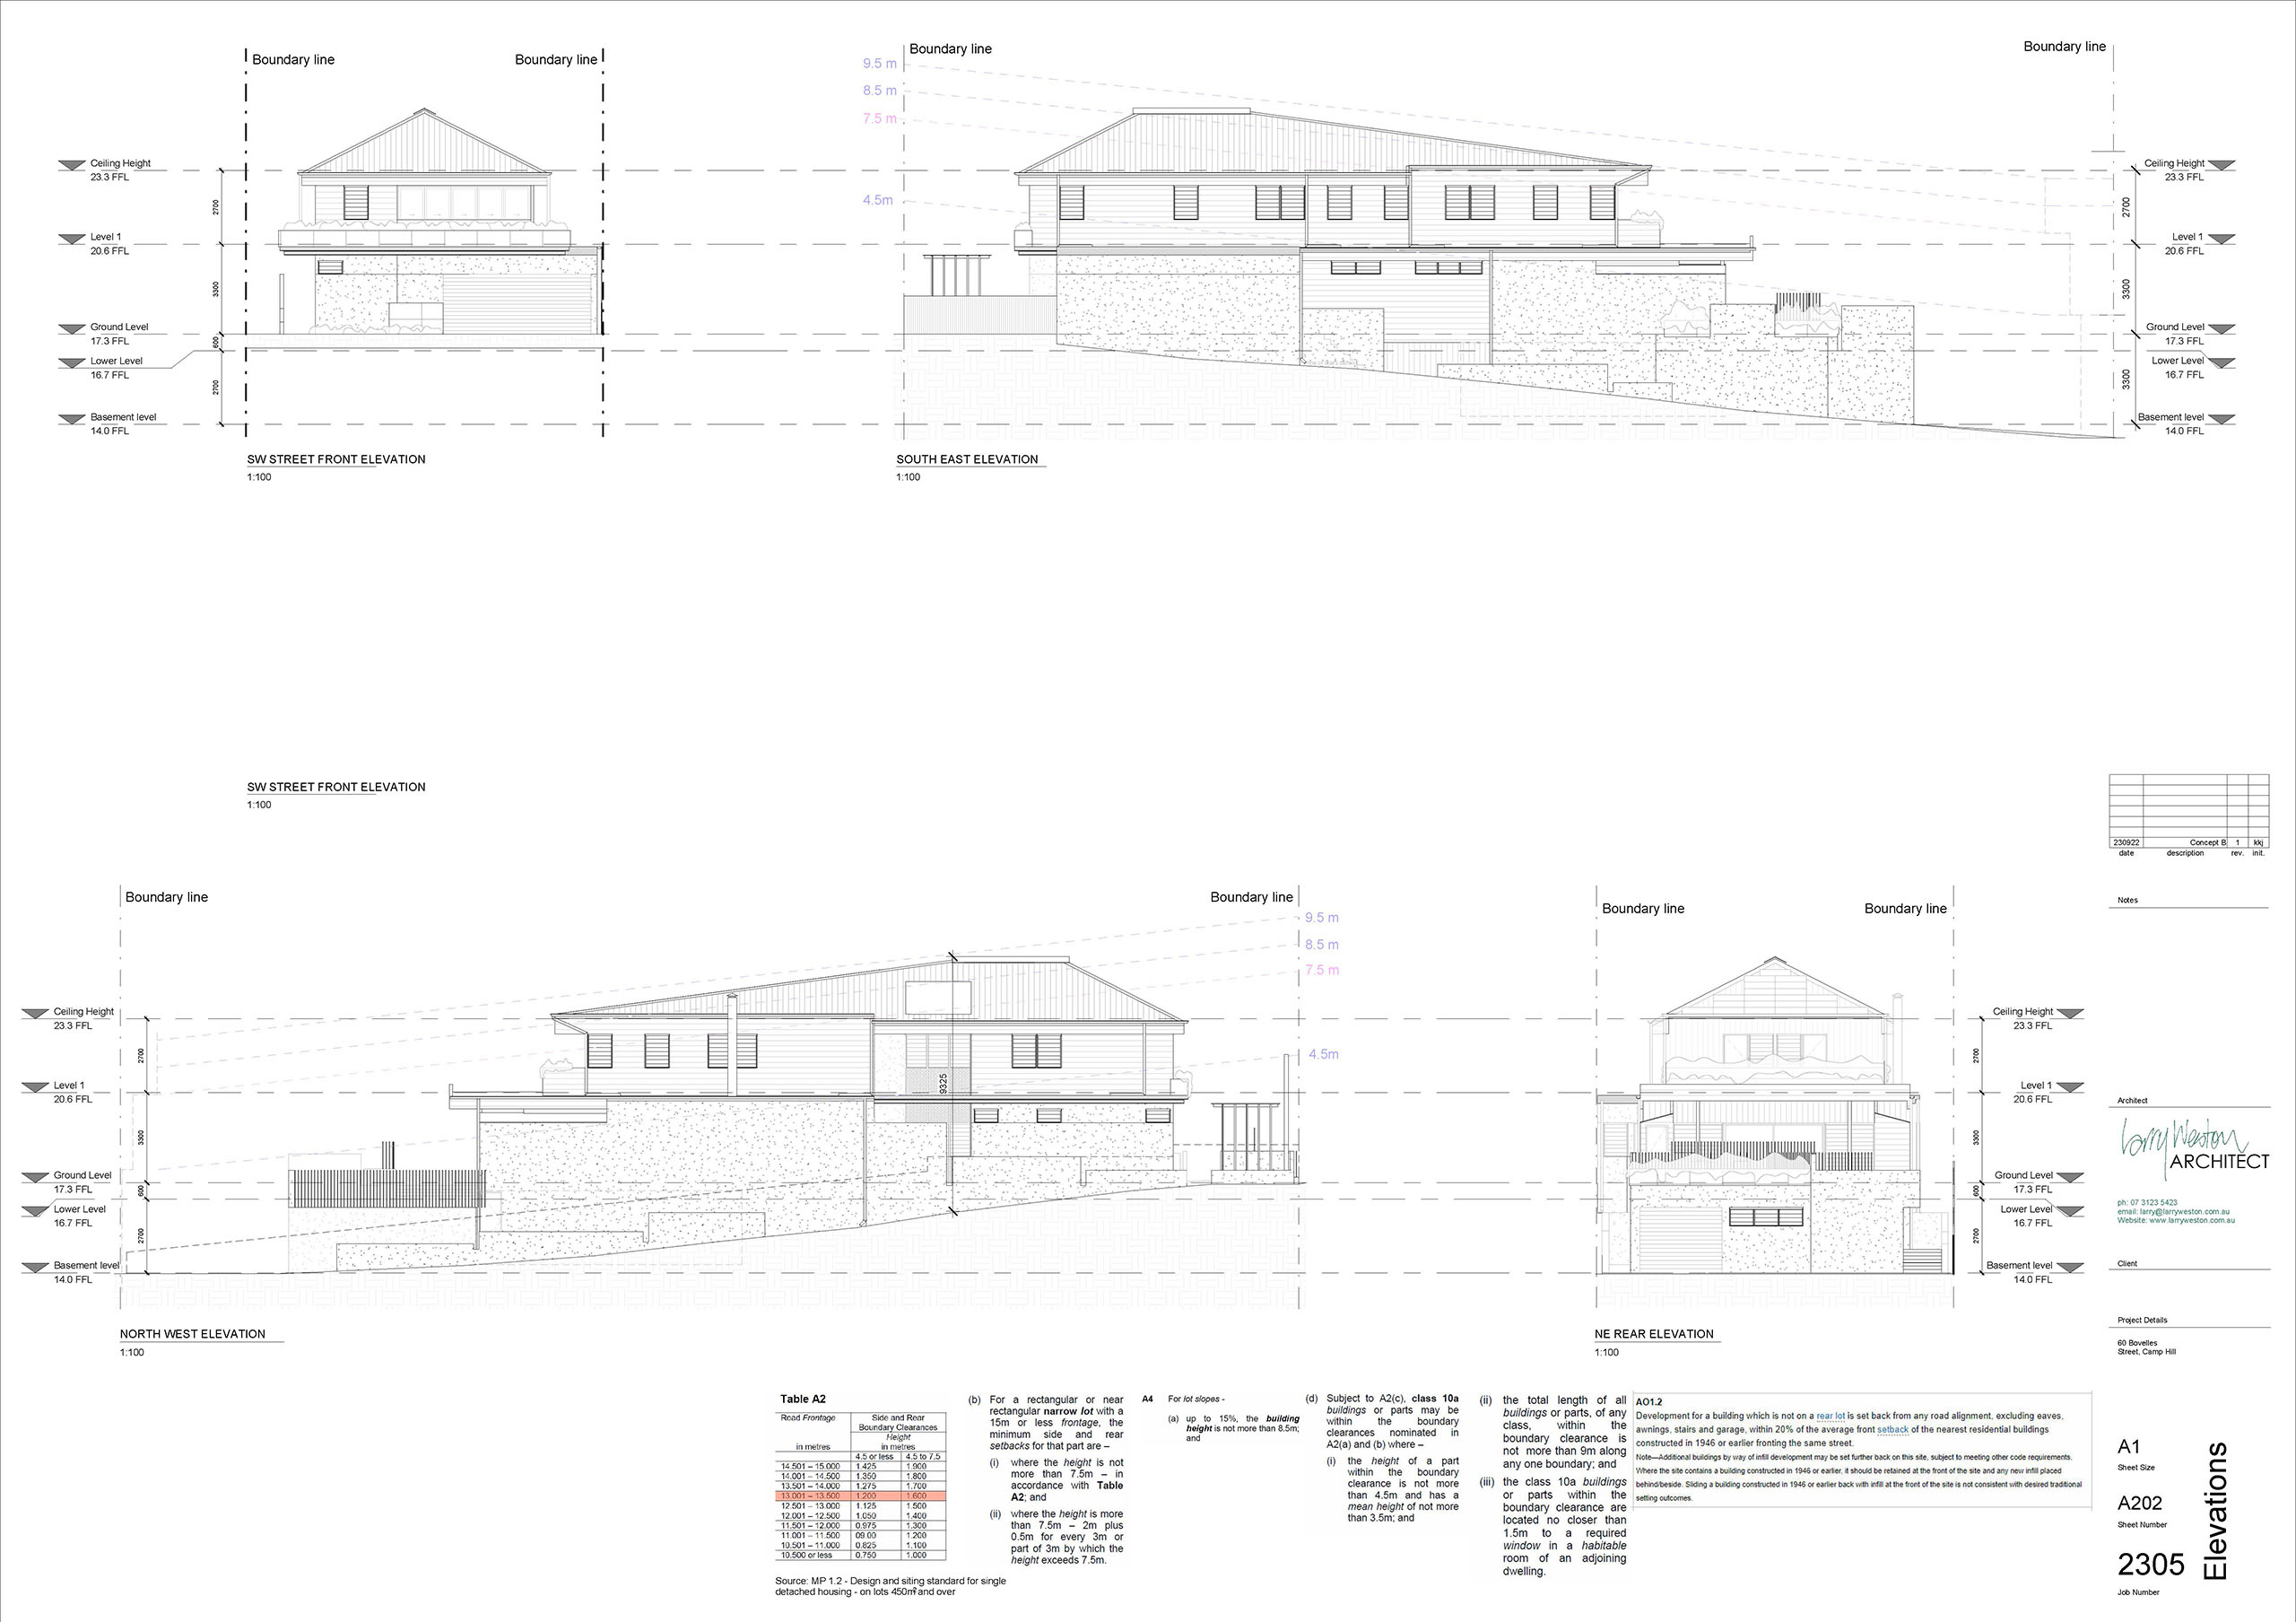 Boundary line
Boundary line
Ceiling Height
23.3 FFL
Level 1
20.6 FFL
Ground Level
17.3 FFL
Lower Level
16.7 FFL
Basement level
14.0 FFL
2700
3300
600
2700
SW STREET FRONT ELEVATION
1:100
Boundary line
Boundary line
9.5 m
8.5 m
7.5 m
4.5m
Ceiling Height
23.3 FFL
Level 1
20.6 FFL
Ground Level
17.3 FFL
Lower Level
16.7 FFL
Basement level
14.0 FFL
2700
3300
3300
SOUTH EAST ELEVATION
1:100
SW STREET FRONT ELEVATION
1:100
Boundary line
Boundary line
9.5 m
8.5 m
7.5 m
4.5m
Ceiling Height
23.3 FFL
Level 1
20.6 FFL
Ground Level
17.3 FFL
Lower Level
16.7 FFL
Basement level
14.0 FFL
2700
3300
600
2700
9325
NORTH WEST ELEVATION
1:100
Boundary line
Boundary line
Ceiling Height
23.3 FFL
Level 1
20.6 FFL
Ground Level
17.3 FFL
Lower Level
16.7 FFL
Basement level
14.0 FFL
2700
3300
600
2700
NE REAR ELEVATION
1:100
Table A2
Road Frontage
in metres
Side and Rear
Boundary Clearances
Height
in metres
4.5 or less 4.5 to 7.5
14.501 – 15.000 1.425 1.900
14.001 – 14.500 1.350 1.800
13.501 – 14.000 1.275 1.700
13.001 – 13.500 1.200 1.600
12.501 – 13.000 1.125 1.500
12.001 – 12.500 1.050 1.400
11.501 – 12.000 0.975 1.300
11.001 – 11.500 09.00 1.200
10.501 – 11.000 0.825 1.100
10.500 or less 0.750 1.000
Source: MP 1.2 - Design and siting standard for single
detached housing - on lots 450m² and over
(b) For a rectangular or near
rectangular narrow lot with a
15m or less frontage, the
minimum side and rear
setbacks for that part are –
(i) where the height is not
more than 7.5m – in
accordance with Table
A2; and
(ii) where the height is more
than 7.5m – 2m plus
0.5m for every 3m or
part of 3m by which the
height exceeds 7.5m.
A4 For lot slopes -
(a) up to 15%, the building
height is not more than 8.5m;
and
(d) Subject to A2(c), class 10a
buildings or parts may be
within the boundary
clearances nominated in
A2(a) and (b) where –
(i) the height of a part
within the boundary
clearance is not more
than 4.5m and has a
mean height of not more
than 3.5m; and
(ii) the total length of all
buildings or parts, of any
class, within the
boundary clearance is
not more than 9m along
any one boundary; and
(iii) the class 10a buildings
or parts within the
boundary clearance are
located no closer than
1.5m to a required
window in a habitable
room of an adjoining
dwelling.
AO1.2
Development for a building which is not on a rear lot is set back from any road alignment, excluding eaves,
awnings, stairs and garage, within 20% of the average front setback of the nearest residential buildings
constructed in 1946 or earlier fronting the same street.
Note—Additional buildings by way of infill development may be set further back on this site, subject to meeting other code requirements.
Where the site contains a building constructed in 1946 or earlier, it should be retained at the front of the site and any new infill placed
behind/beside. Sliding a building constructed in 1946 or earlier back with infill at the front of the site is not consistent with desired traditional
setting outcomes.
230922 Concept B 1 kkj
date description rev. init.
Notes
Architect
Larry Weston
ARCHITECT
ph: 07 3123 5423
email: larry@larryweston.com.au
Website: www.larryweston.com.au
Client
Project Details
60 Bovelles
Street, Camp Hill
A1
Sheet Size
A202
Sheet Number
2305
Job Number
Elevations